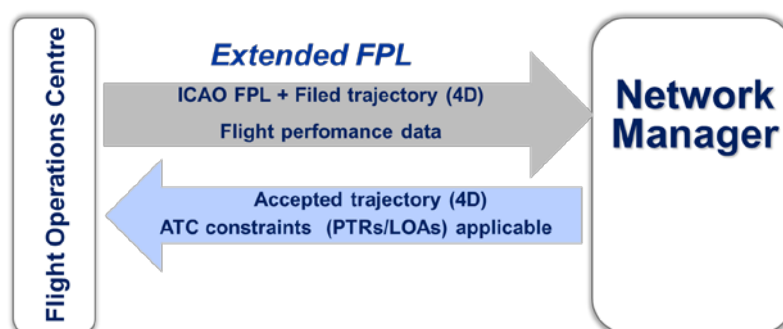 Flight Operations Centre
Extended FPL
ICAO FPL + Filed trajectory (4D)
Flight perfomance data
Accepted trajectory (4D)
ATC constraints (PTRs/LOAs) applicable
Network
Manager